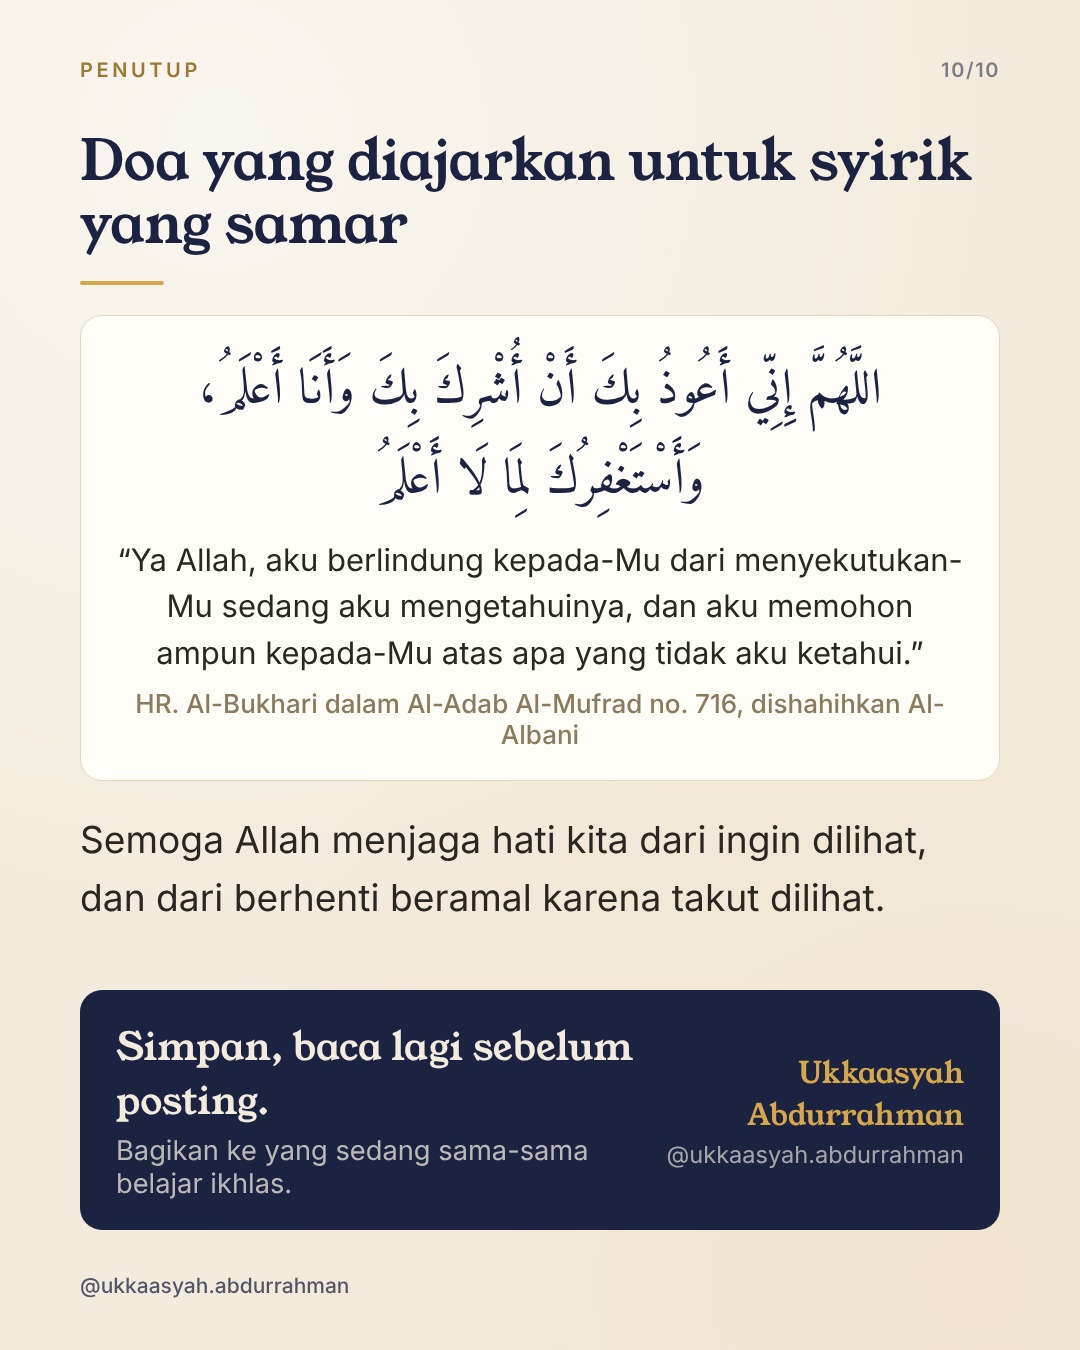 PENUTUP
10/10
Doa yang diajarkan untuk syirik
yang samar
اللَّهُمَّ إِنِّي أَعُوذُ بِكَ أَنْ أُشْرِكَ بِكَ وَأَنَا أَعْلَمُ،
وَأَسْتَغْفِرُكَ لِمَا لَا أَعْلَمُ
“Ya Allah, aku berlindung kepada-Mu dari menyekutukan-
Mu sedang aku mengetahuinya, dan aku memohon
ampun kepada-Mu atas apa yang tidak aku ketahui.”
HR. Al-Bukhari dalam Al-Adab Al-Mufrad no. 716, dishahihkan Al-
Albani
Semoga Allah menjaga hati kita dari ingin dilihat,
dan dari berhenti beramal karena takut dilihat.
Simpan, baca lagi sebelum
posting.
Bagikan ke yang sedang sama-sama
belajar ikhlas.
Ukkaasyah
Abdurrahman
@ukkaasyah.abdurrahman
@ukkaasyah.abdurrahman